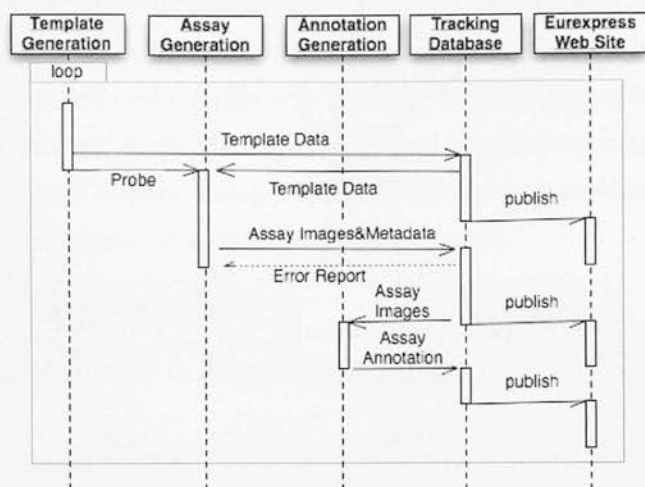 Template
Generation
Assay
Generation
Annotation
Generation
Tracking
Database
Eurexpress
Web Site
loop
Template Data
Probe
Template Data
publish
Assay Images&Metadata
Error Report
Assay
Images
publish
Assay
Annotation
publish